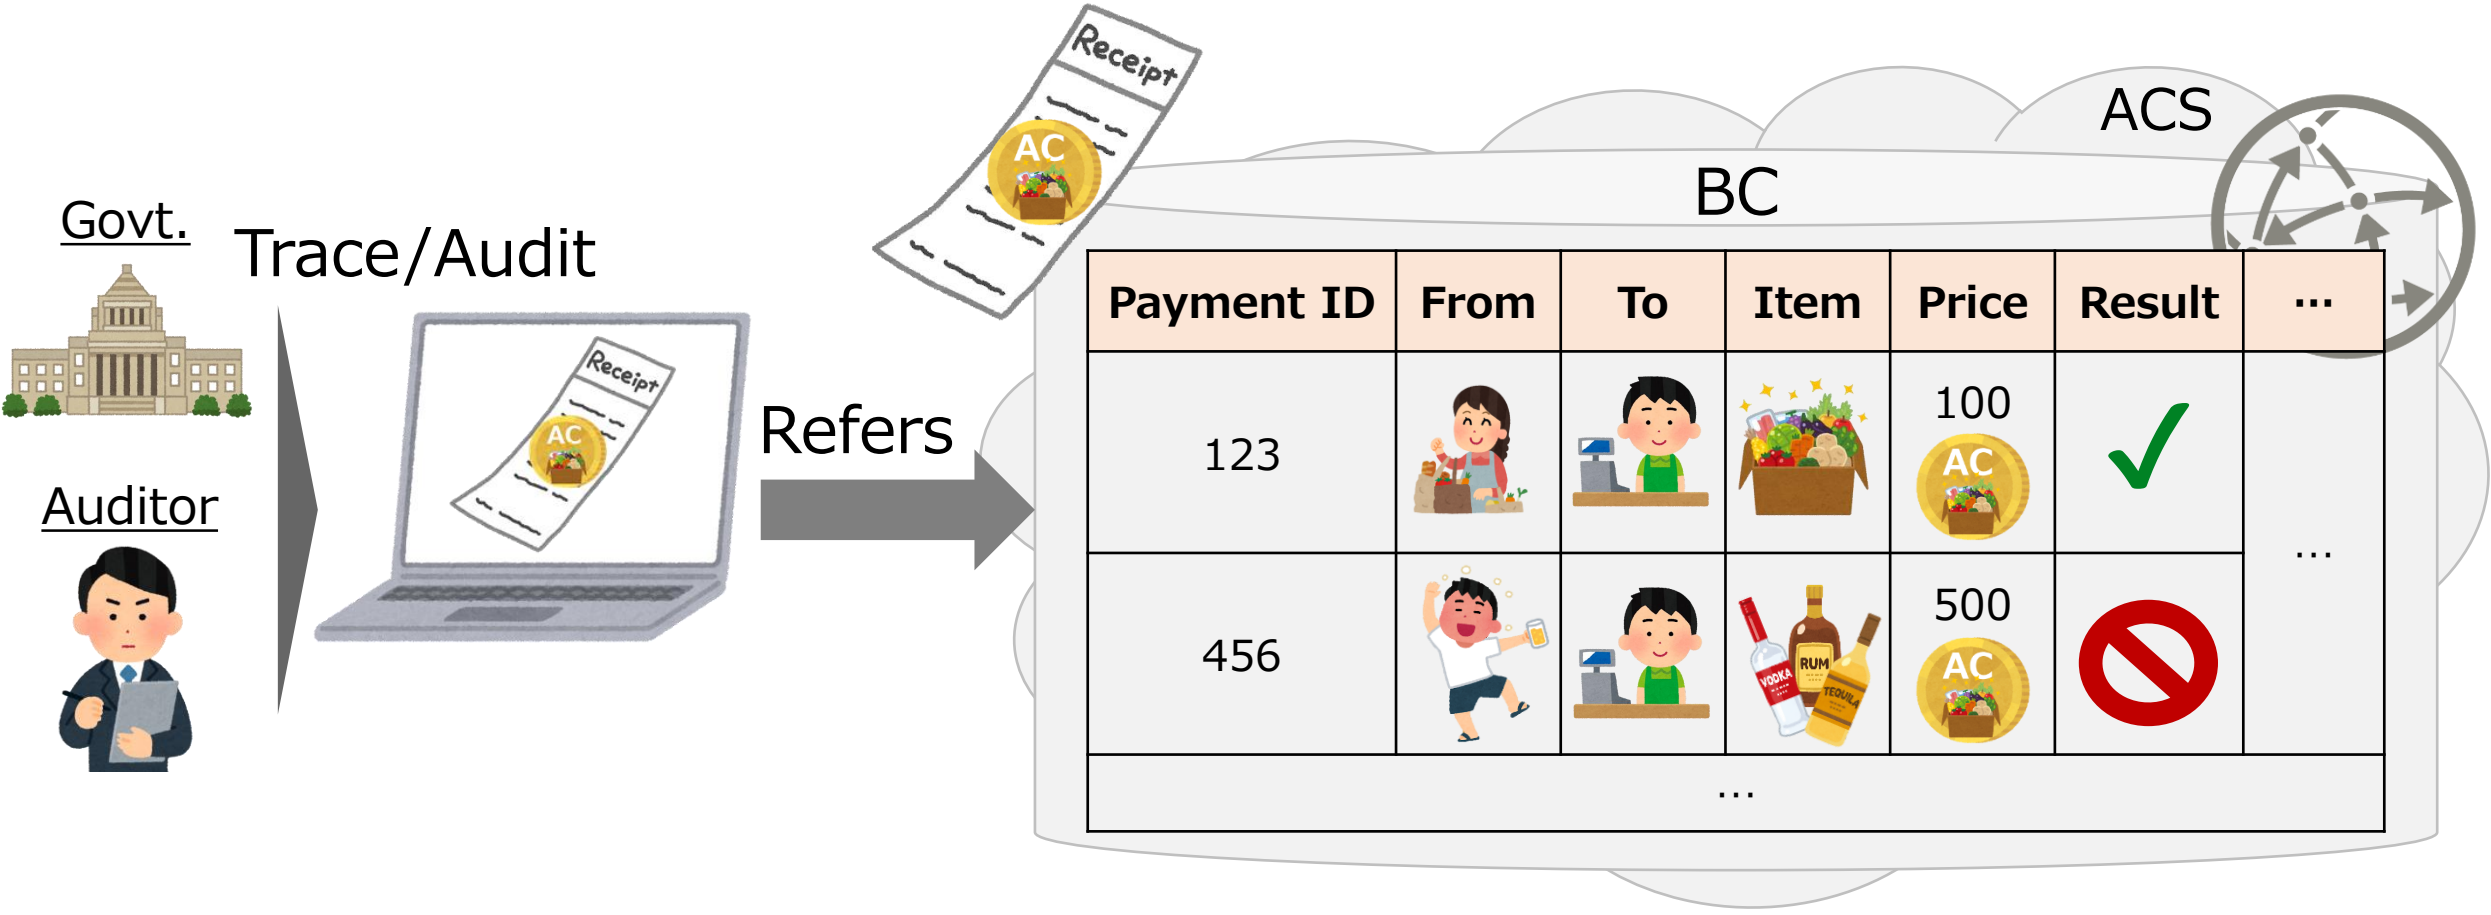 Govt.
Trace/Audit
Auditor
Receipt
AC
Refers
Receipt
AC
ACS
BC
Payment ID From To Item Price Result ...
123 100
AC
...
456 500
VODKA RUM TEQUILA AC
...